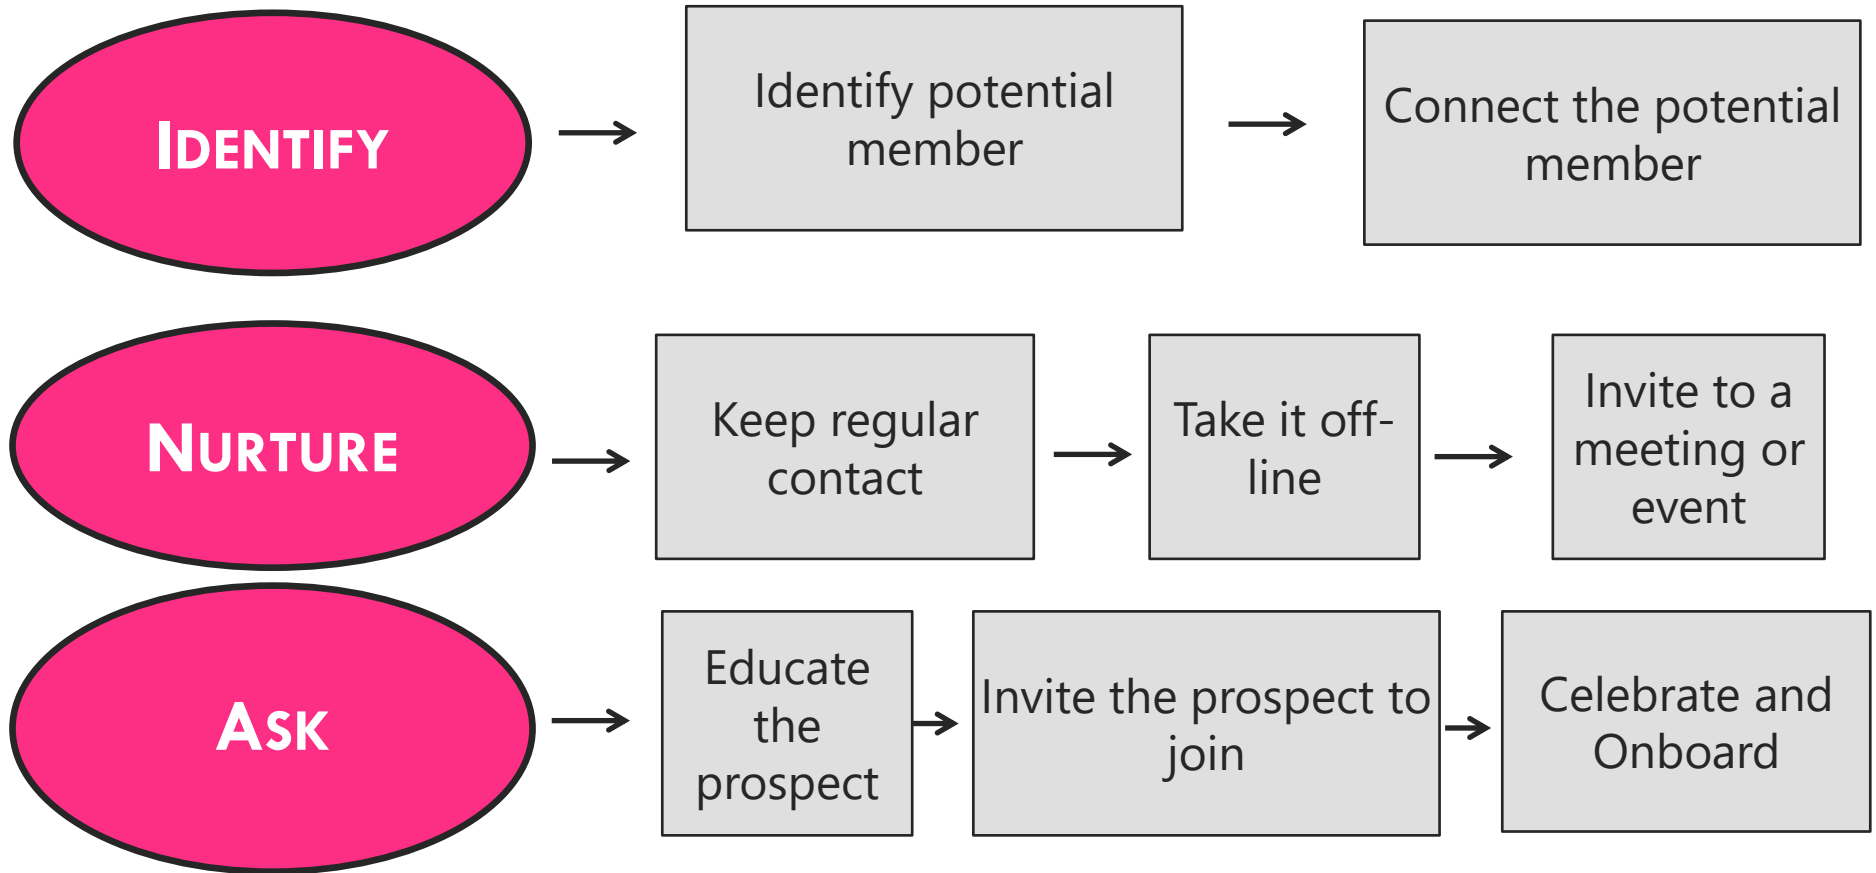 IDENTIFY
Identify potential
member
Connect the potential
member
NURTURE
Keep regular
contact
Take it off-
line
Invite to a
meeting or
event
ASK
Educate
the
prospect
Invite the prospect to
join
Celebrate and
Onboard